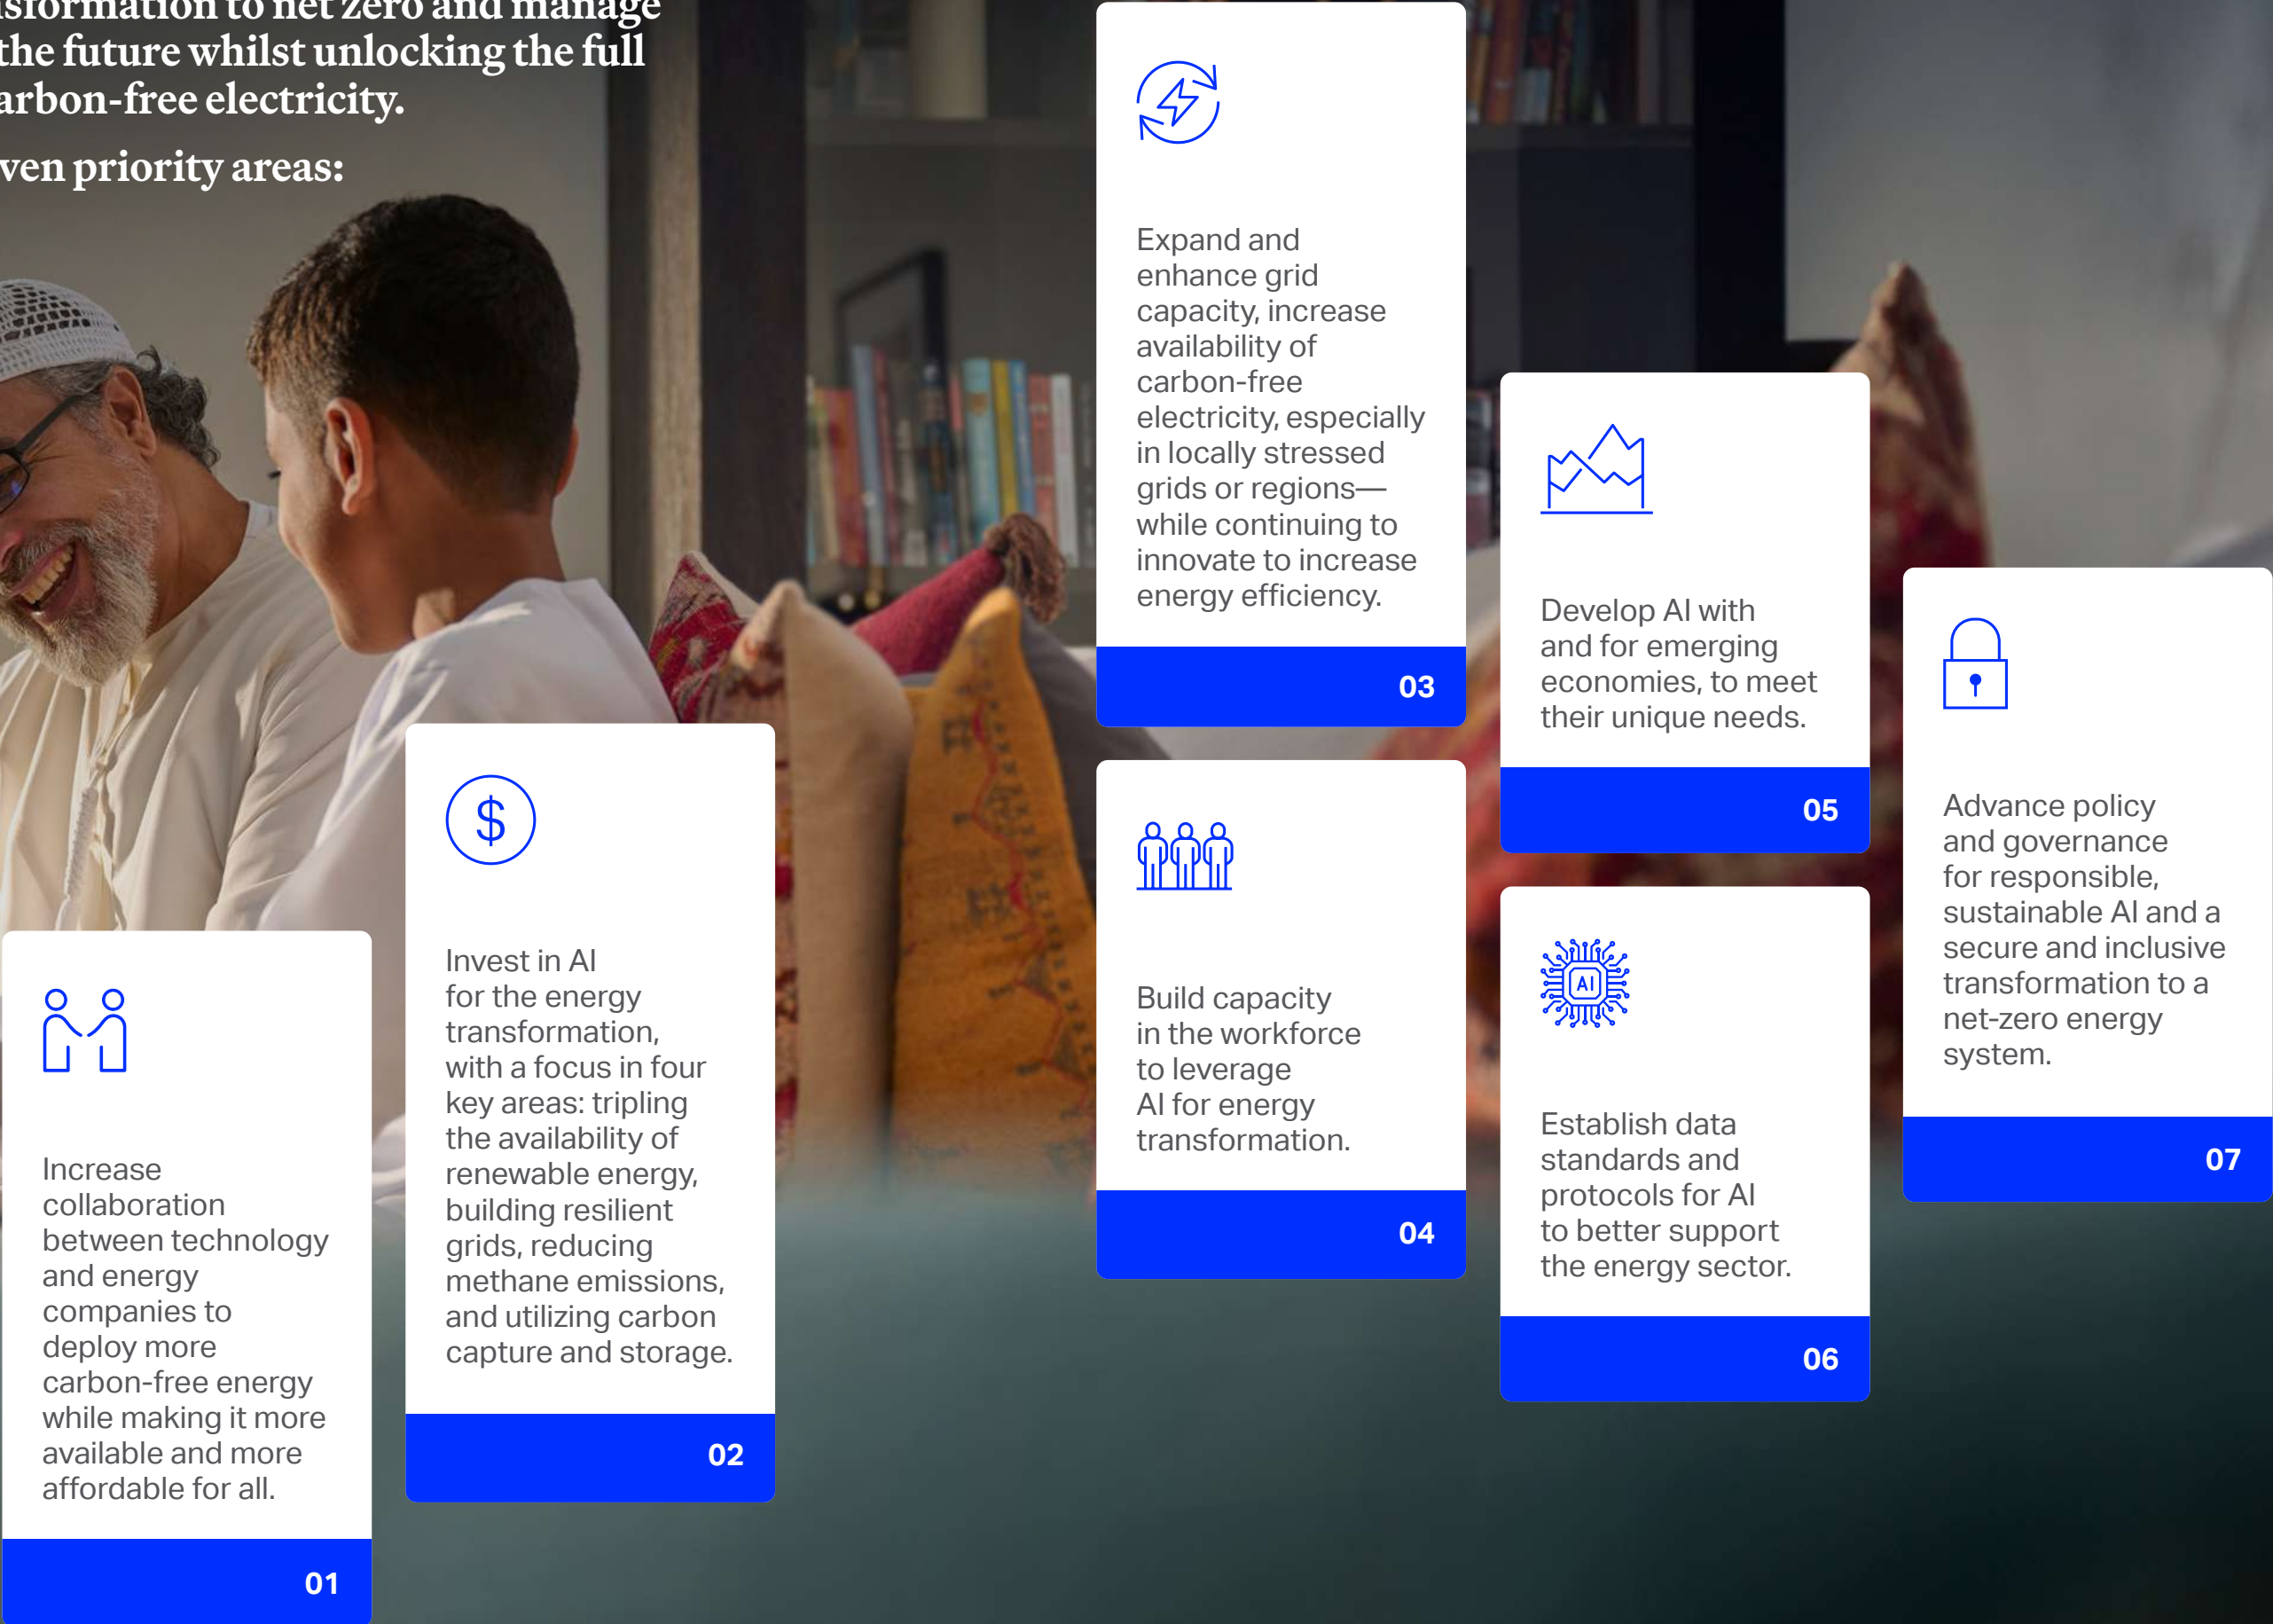 to net zero and manage
the future whilst unlocking the full
carbon-free electricity.
priority areas:
Increase
collaboration
between technology
and energy
companies to
deploy more
carbon-free energy
while making it more
available and more
affordable for all.
01
$
Invest in AI
for the energy
transformation,
with a focus in four
key areas: tripling
the availability of
renewable energy,
building resilient
grids, reducing
methane emissions,
and utilizing carbon
capture and storage.
02
Expand and
enhance grid
capacity, increase
availability of
carbon-free
electricity, especially
in locally stressed
grids or regions—
while continuing to
innovate to increase
energy efficiency.
03
Build capacity
in the workforce
to leverage
AI for energy
transformation.
04
Develop AI with
and for emerging
economies, to meet
their unique needs.
05
AI
Establish data
standards and
protocols for AI
to better support
the energy sector.
06
Advance policy
and governance
for responsible,
sustainable AI and a
secure and inclusive
transformation to a
net-zero energy
system.
07